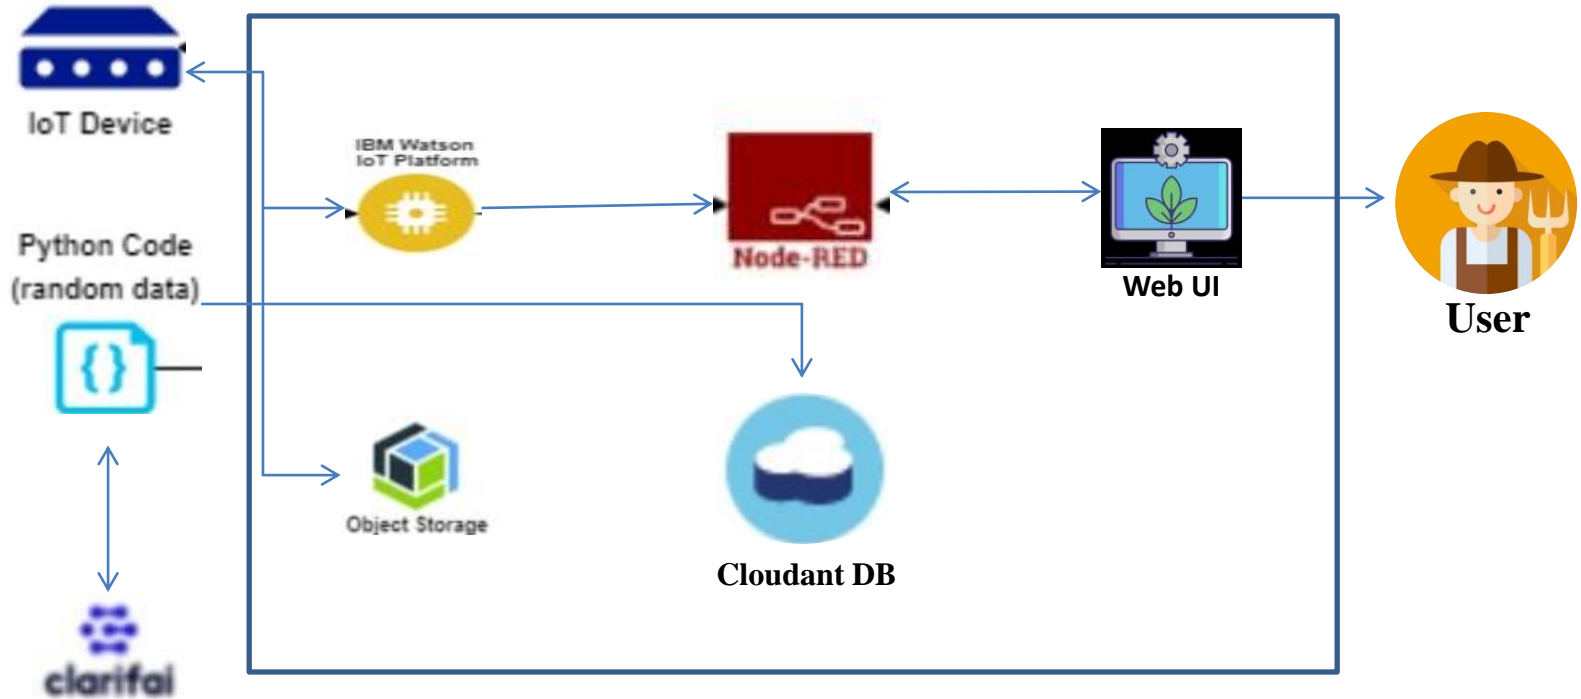 IoT Device
IBM Watson
IoT Platform
Node-RED
Web UI
User
Python Code
(random data)
{}
Object Storage
Cloudant DB
clarifai